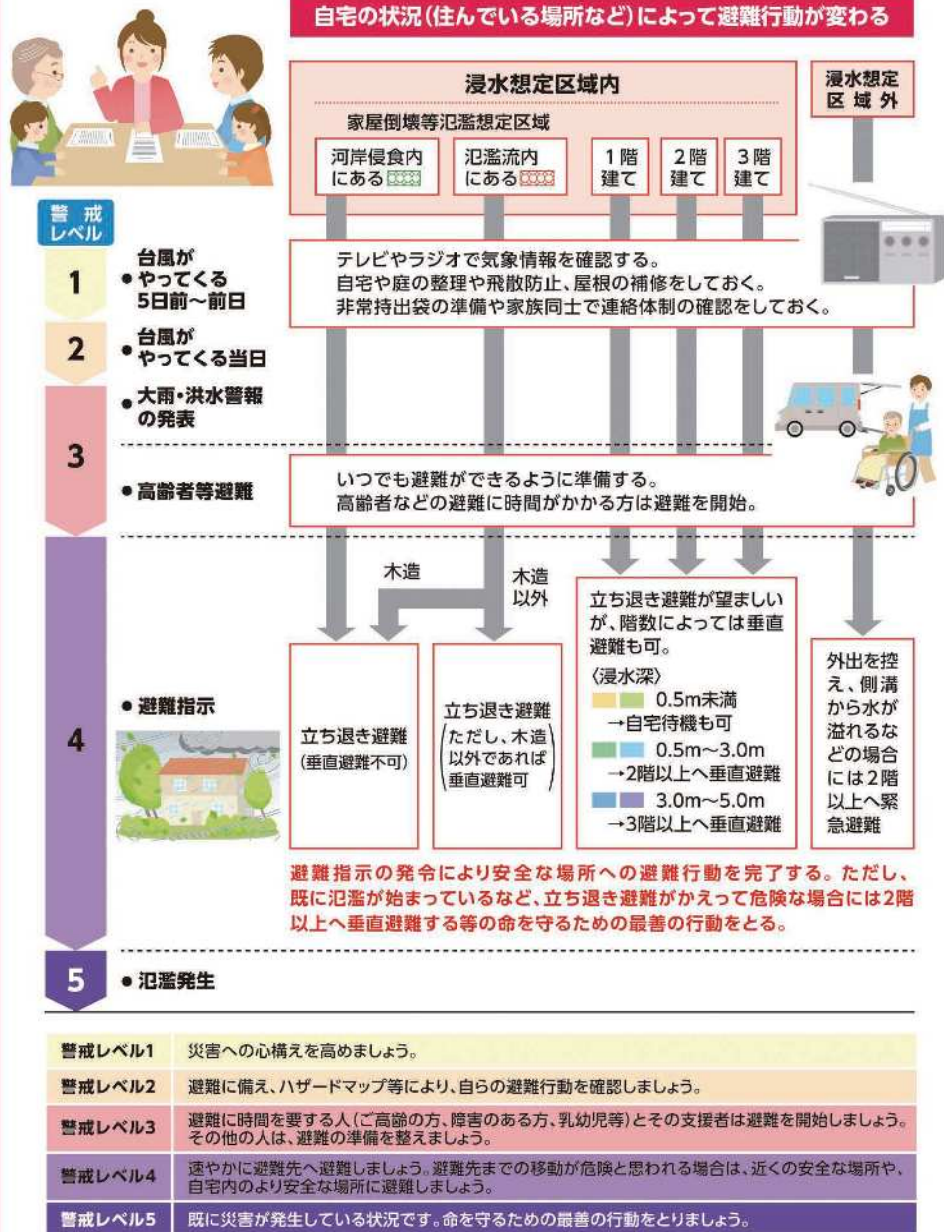 自宅の状況(住んでいる場所など)によって避難行動が変わる
浸水想定区域内
家屋倒壊等氾濫想定区域
河岸侵食内
にある
氾濫流内
にある
1階
建て
2階
建て
3階
建て
浸水想定
区域外
警戒
レベル
1
●台風が
やってくる
5日前〜前日
テレビやラジオで気象情報を確認する。
自宅や庭の整理や飛散防止、屋根の補修をしておく。
非常持出袋の準備や家族同士で連絡体制の確認をしておく。
2
●台風が
やってくる当日
3
●大雨・洪水警報
の発表
●高齢者等避難
いつでも避難ができるように準備する。
高齢者などの避難に時間がかかる方は避難を開始。
4
●避難指示
木造
木造
以外
立ち退き避難
(垂直避難不可)
立ち退き避難
(ただし、木造
以外であれば
垂直避難可)
立ち退き避難が望ましい
が、階数によっては垂直
避難も可。
〈浸水深〉
0.5m未満
→自宅待機も可
0.5m〜3.0m
→2階以上へ垂直避難
3.0m〜5.0m
→3階以上へ垂直避難
外出を控
え、側溝
から水が
溢れるな
どの場合
には2階
以上へ緊
急避難
避難指示の発令により安全な場所への避難行動を完了する。ただし、
既に氾濫が始まっているなど、立ち退き避難がかえって危険な場合には2階
以上へ垂直避難する等の命を守るための最善の行動をとる。
5
●氾濫発生
警戒レベル1 災害への心構えを高めましょう。
警戒レベル2 避難に備え、ハザードマップ等により、自らの避難行動を確認しましょう。
警戒レベル3 避難に時間を要する人(ご高齢の方、障害のある方、乳幼児等)とその支援者は避難を開始しましょう。
その他の人は、避難の準備を整えましょう。
警戒レベル4 速やかに避難先へ避難しましょう。避難先までの移動が危険と思われる場合は、近くの安全な場所や、
自宅内のより安全な場所に避難しましょう。
警戒レベル5 既に災害が発生している状況です。命を守るための最善の行動をとりましょう。